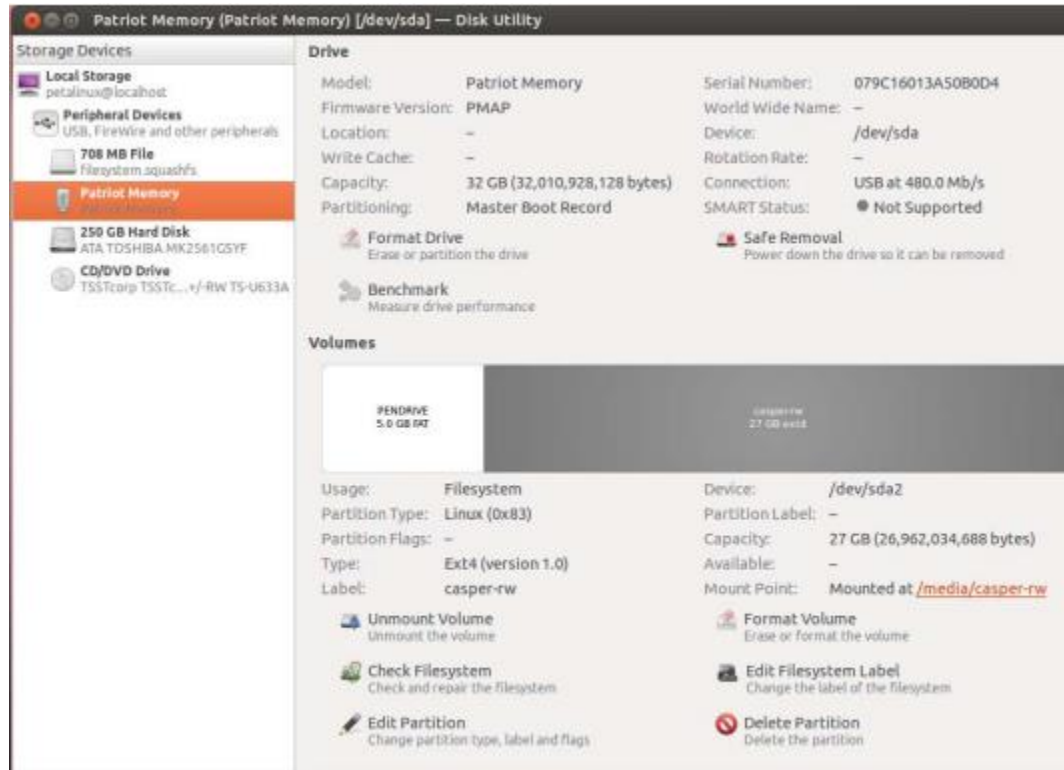 Patriot Memory (Patriot Memory) [/dev/sda] — Disk Utility
Storage Devices
Local Storage
petalinux@localhost
Peripheral Devices
USB, FireWire and other peripherals
708 MB File
filesystem.squashfs
Patriot Memory
Patriot Memory
250 GB Hard Disk
ATA TOSHIBA MK2561GSYF
CD/DVD Drive
TSSTcorp TSSTc...+/-RW TS-U633A
Drive
Model: Patriot Memory Serial Number: 079C16013A50B0D4
Firmware Version: PMAP World Wide Name: –
Location: – Device: /dev/sda
Write Cache: – Rotation Rate: –
Capacity: 32 GB (32,010,928,128 bytes) Connection: USB at 480.0 Mb/s
Partitioning: Master Boot Record SMART Status: Not Supported
Format Drive Safe Removal
Erase or partition the drive Power down the drive so it can be removed
Benchmark
Measure drive performance
Volumes
PENDRIVE casper-rw
5.0 GB FAT 27 GB ext4
Usage: Filesystem Device: /dev/sda2
Partition Type: Linux (0x83) Partition Label: –
Partition Flags: – Capacity: 27 GB (26,962,034,688 bytes)
Type: Ext4 (version 1.0) Available: –
Label: casper-rw Mount Point: Mounted at /media/casper-rw
Unmount Volume Format Volume
Unmount the volume Erase or format the volume
Check Filesystem Edit Filesystem Label
Check and repair the filesystem Change the label of the filesystem
Edit Partition Delete Partition
Change partition type, label and flags Delete the partition